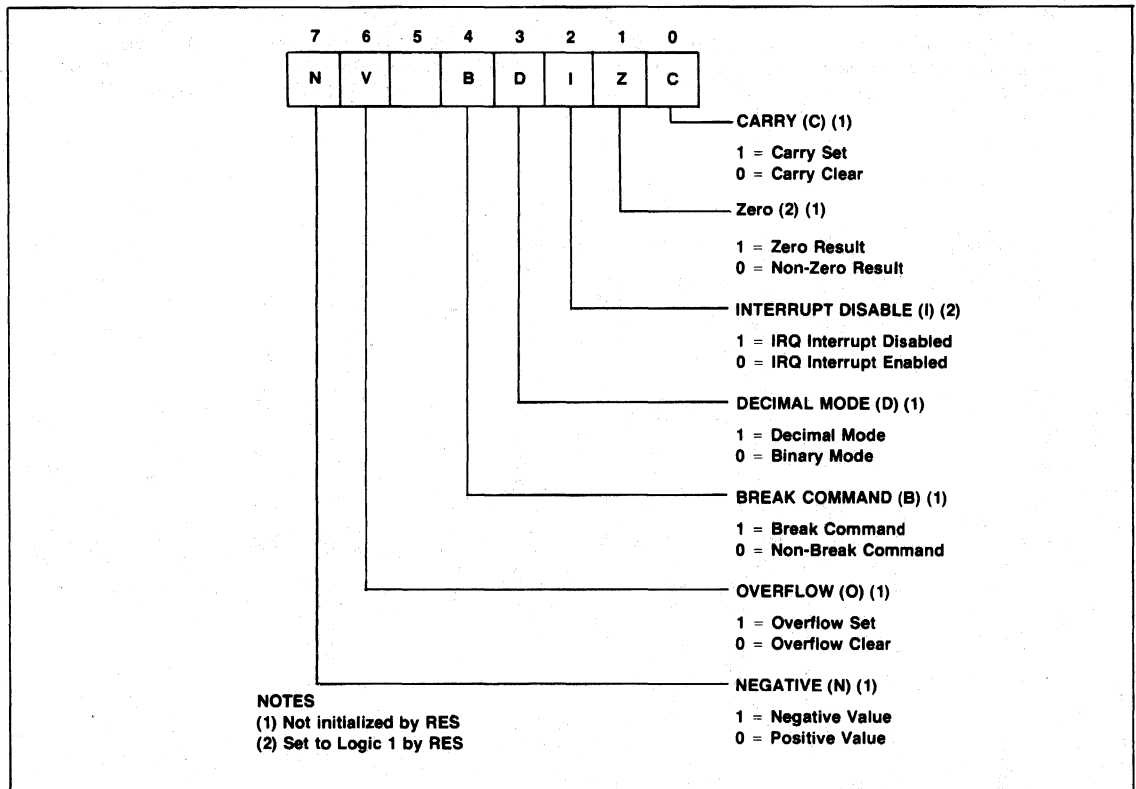 7 6 5 4 3 2 1 0
N V B D I Z C
CARRY (C) (1)
1 = Carry Set
0 = Carry Clear
Zero (2) (1)
1 = Zero Result
0 = Non-Zero Result
INTERRUPT DISABLE (I) (2)
1 = IRQ Interrupt Disabled
0 = IRQ Interrupt Enabled
DECIMAL MODE (D) (1)
1 = Decimal Mode
0 = Binary Mode
BREAK COMMAND (B) (1)
1 = Break Command
0 = Non-Break Command
OVERFLOW (O) (1)
1 = Overflow Set
0 = Overflow Clear
NEGATIVE (N) (1)
1 = Negative Value
0 = Positive Value
NOTES
(1) Not initialized by RES
(2) Set to Logic 1 by RES